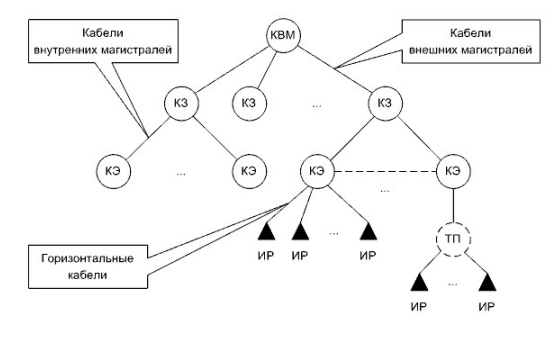 Кабели
внутренних магистралей
КВМ
Кабели
внешних магистралей
КЗ
КЗ
...
КЗ
КЭ
...
КЭ
КЭ
...
КЭ
...
ТП
ИР
ИР
ИР
Горизонтальные
кабели
...
ИР
ИР